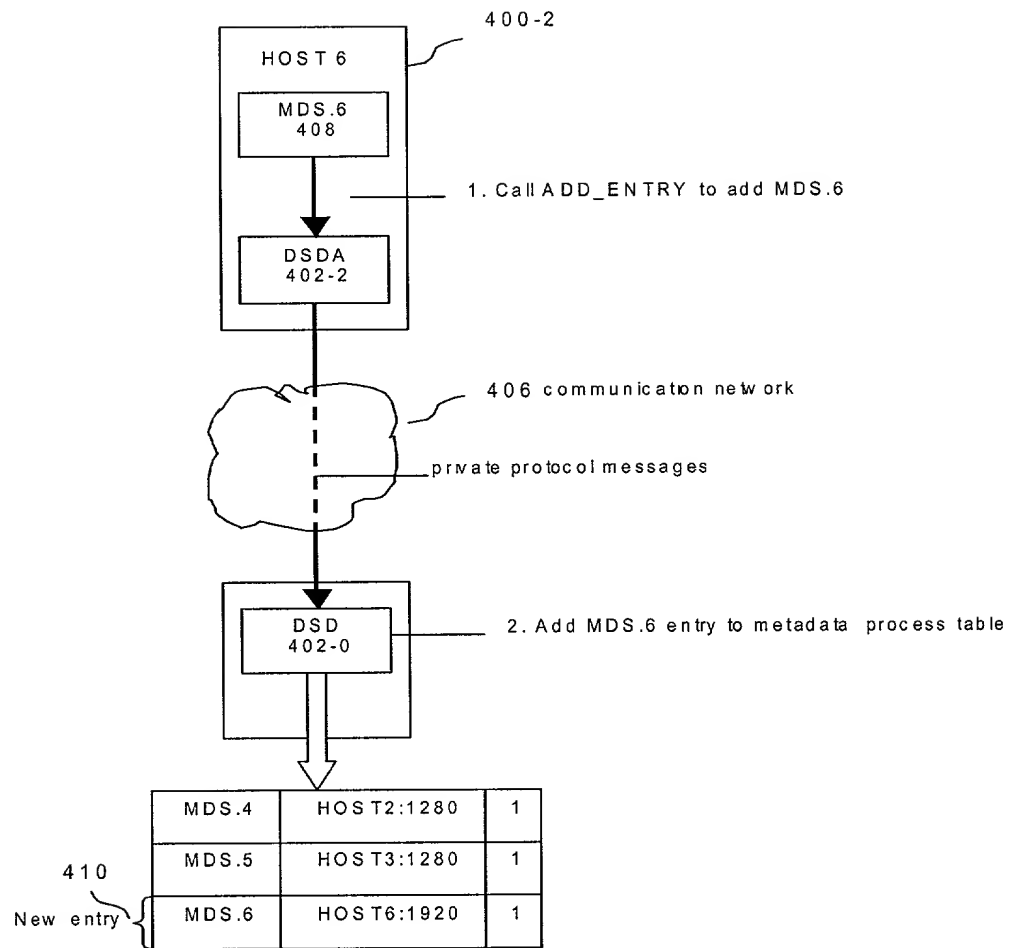 400-2
HOST 6
MDS.6
408
1. Call ADD_ENTRY to add MDS.6
DSDA
402-2
406 communication network
private protocol messages
DSD
402-0
2. Add MDS.6 entry to metadata process table
MDS.4 HOST2:1280 1
MDS.5 HOST3:1280 1
410
New entry
MDS.6 HOST6:1920 1